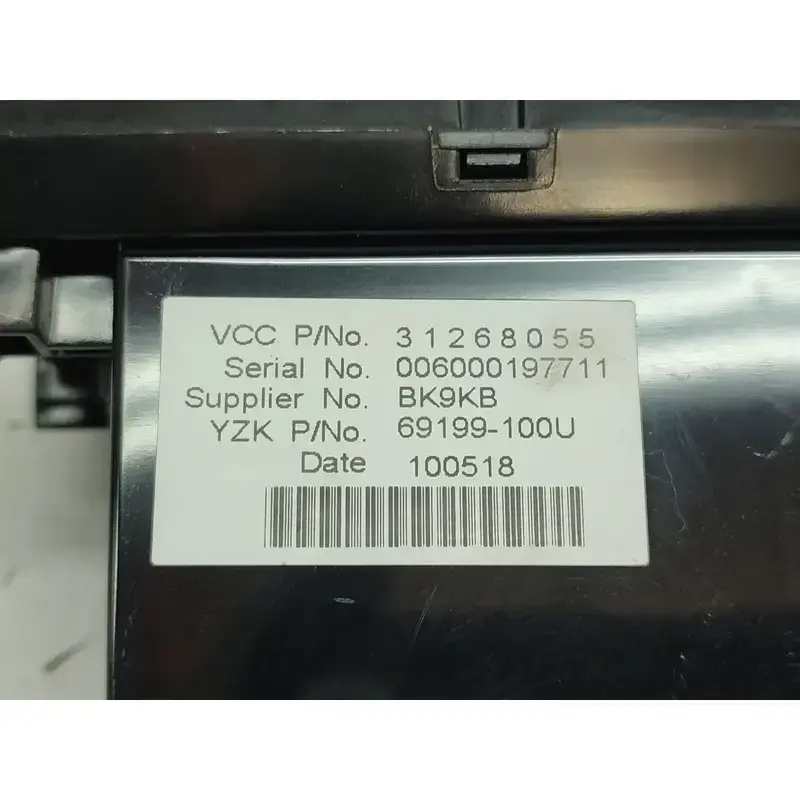 VCC P/No. 31268055
Serial No. 006000197711
Supplier No. BK9KB
YZK P/No. 69199-100U
Date 100518